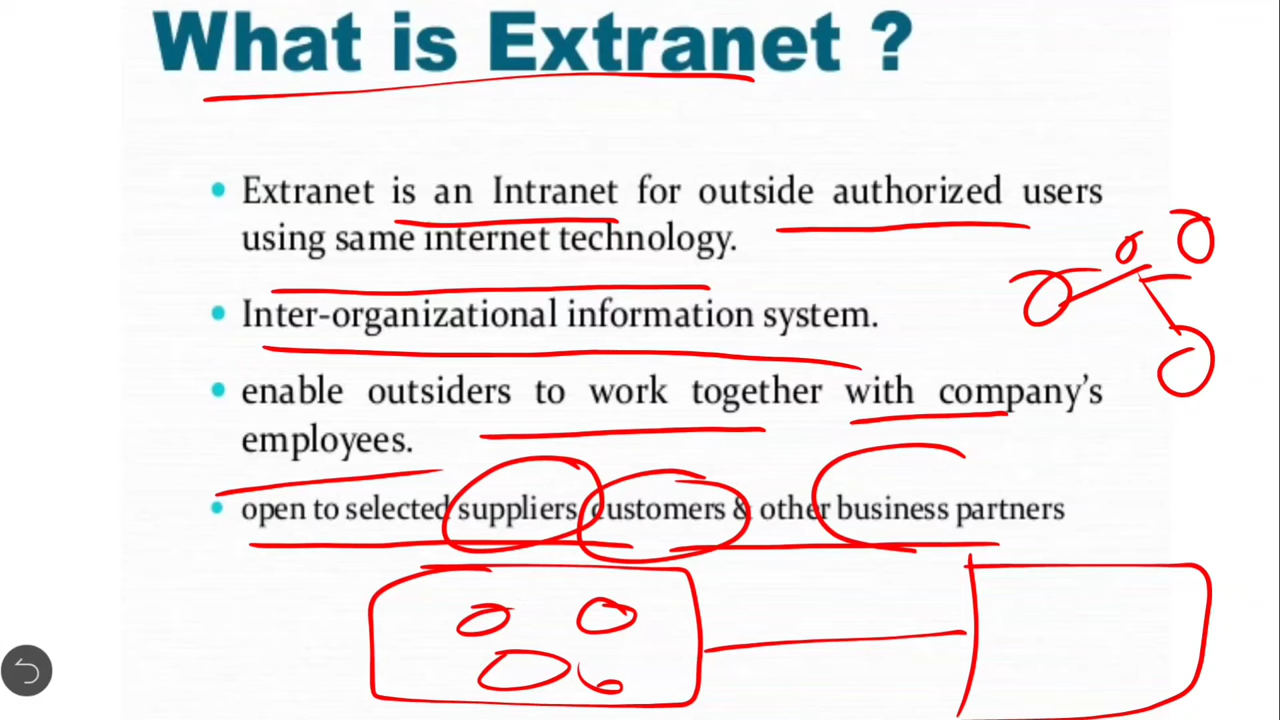 What is Extranet ?
• Extranet is an Intranet for outside authorized users
using same internet technology.
• Inter-organizational information system.
• enable outsiders to work together with company's
employees.
• open to selected suppliers, customers & other business partners